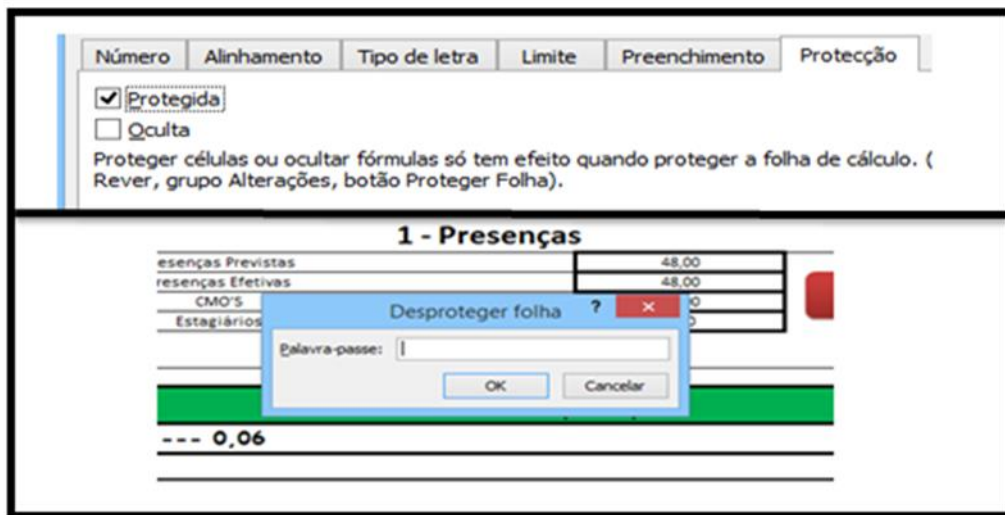 Número Alinhamento Tipo de letra Limite Preenchimento Protecção
Protegida
Oculta
Proteger células ou ocultar fórmulas só tem efeito quando proteger a folha de cálculo. (
Rever, grupo Alterações, botão Proteger Folha).
1 - Presenças
esenças Previstas 48,00
resenças Efetivas 48,00
CMO'S
Estagiários
Desproteger folha ?
Palavra-passe:
OK Cancelar
--- 0,06